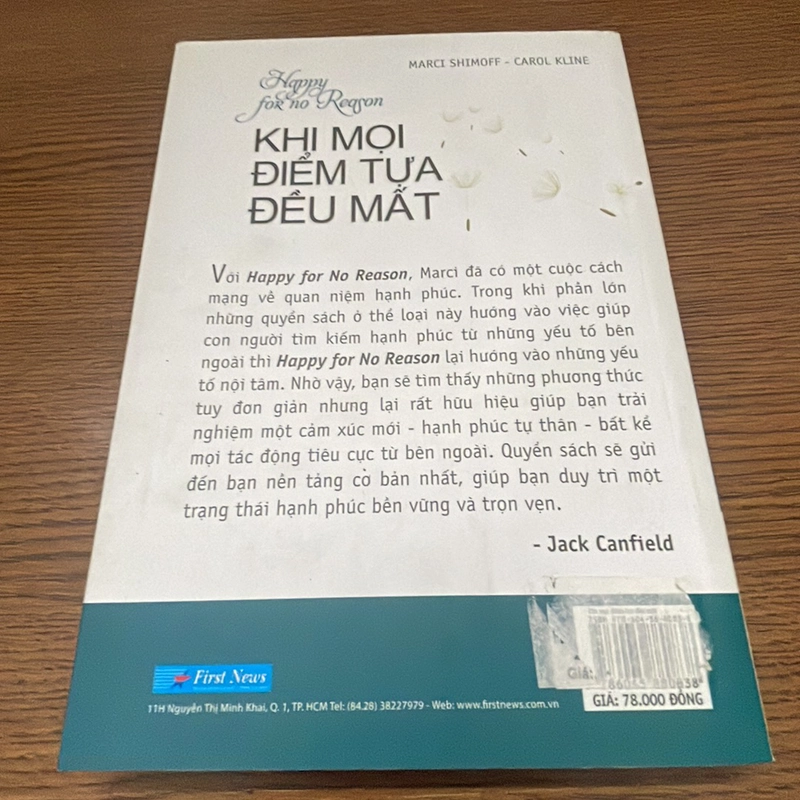 MARCI SHIMOFF - CAROL KLINE
Happy
for no Reason
KHI MỌI
ĐIỂM TỰA
ĐỀU MẤT
Với Happy for No Reason, Marci đã có một cuộc cách
mạng về quan niệm hạnh phúc. Trong khi phần lớn
những quyển sách ở thể loại này hướng vào việc giúp
con người tìm kiếm hạnh phúc từ những yếu tố bên
ngoài thì Happy for No Reason lại hướng vào những yếu
tố nội tâm. Nhờ vậy, bạn sẽ tìm thấy những phương thức
tuy đơn giản nhưng lại rất hữu hiệu giúp bạn trải
nghiệm một cảm xúc mới - hạnh phúc tự thân - bất kể
mọi tác động tiêu cực từ bên ngoài. Quyển sách sẽ gửi
đến bạn nền tảng cơ bản nhất, giúp bạn duy trì một
trạng thái hạnh phúc bền vững và trọn vẹn.
- Jack Canfield
Giá:
GIÁ: 78.000 ĐỒNG
First News
11H Nguyễn Thị Minh Khai, Q. 1, TP. HCM Tel: (84.28) 38227979 - Web: www.firstnews.com.vn